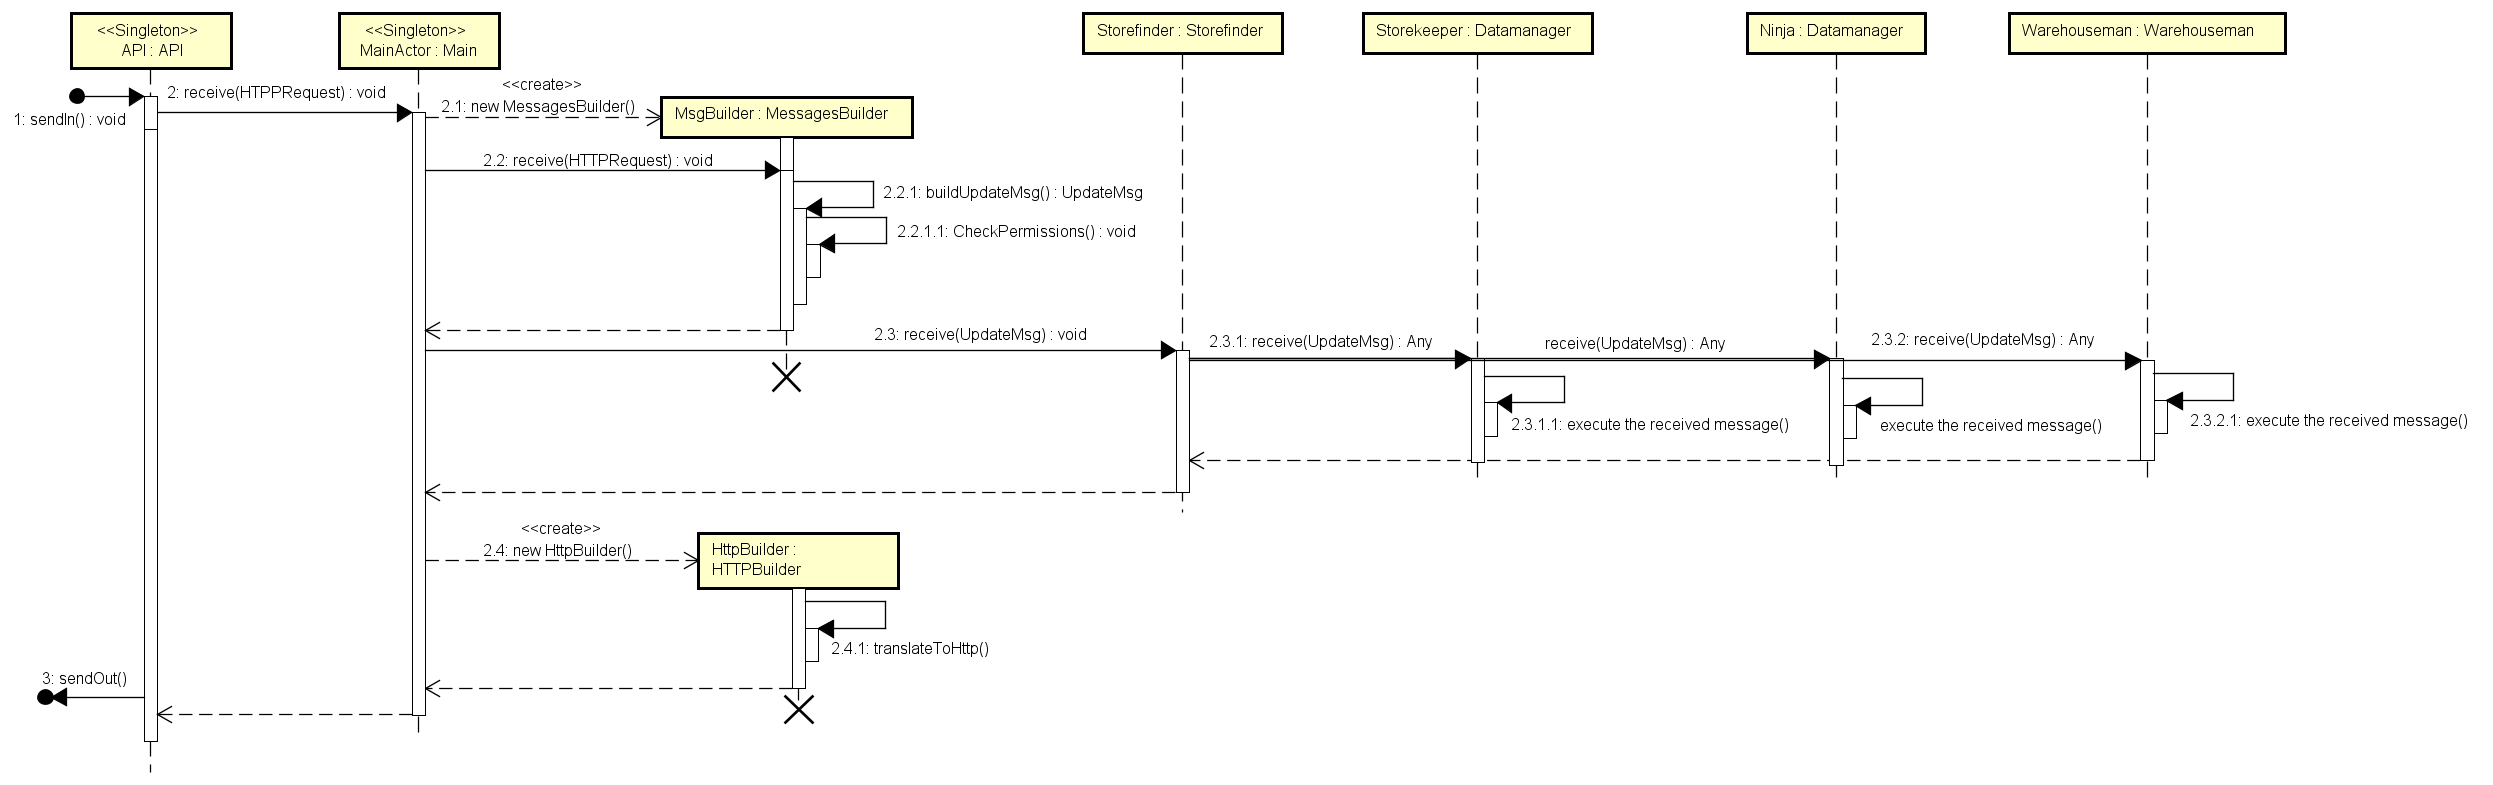 <<Singleton>>
API : API
<<Singleton>>
MainActor : Main
Storefinder : Storefinder
Storekeeper : Datamanager
Ninja : Datamanager
Warehouseman : Warehouseman
1: sendIn() : void
2: receive(HTPPRequest) : void
<<create>>
2.1: new MessagesBuilder()
MsgBuilder : MessagesBuilder
2.2: receive(HTTPRequest) : void
2.2.1: buildUpdateMsg() : UpdateMsg
2.2.1.1: CheckPermissions() : void
2.3: receive(UpdateMsg) : void
2.3.1: receive(UpdateMsg) : Any
receive(UpdateMsg) : Any
2.3.2: receive(UpdateMsg) : Any
2.3.1.1: execute the received message()
execute the received message()
2.3.2.1: execute the received message()
<<create>>
2.4: new HttpBuilder()
HttpBuilder :
HTTPBuilder
2.4.1: translateToHttp()
3: sendOut()